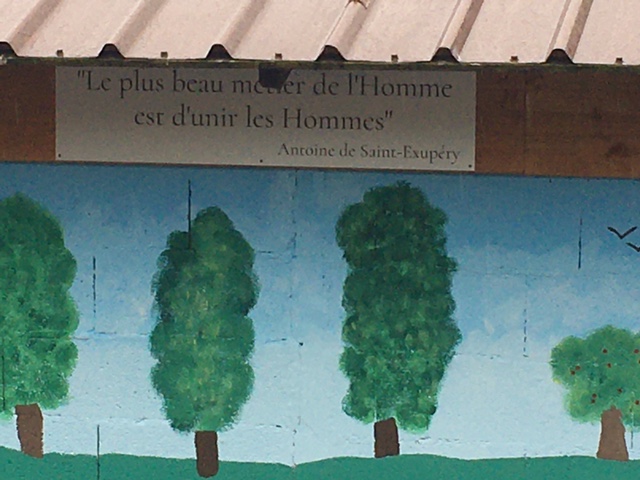 "Le plus beau métier de l'Homme
est d'unir les Hommes"
Antoine de Saint-Exupéry